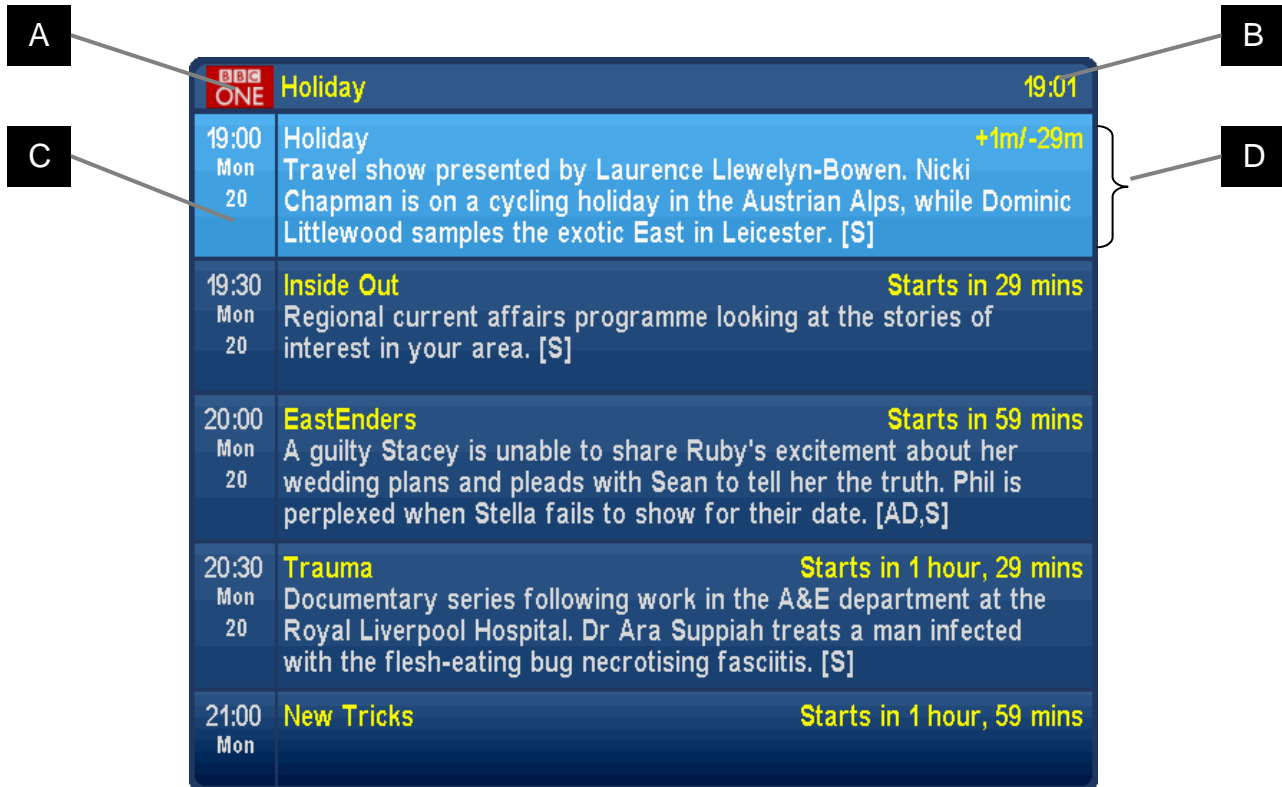 A
B
BBC
ONE
Holiday
19:01
C
D
19:00
Mon
20
Holiday
+1m/-29m
Travel show presented by Laurence Llewelyn-Bowen. Nicki
Chapman is on a cycling holiday in the Austrian Alps, while Dominic
Littlewood samples the exotic East in Leicester. [S]
19:30
Mon
20
Inside Out
Starts in 29 mins
Regional current affairs programme looking at the stories of
interest in your area. [S]
20:00
Mon
20
EastEnders
Starts in 59 mins
A guilty Stacey is unable to share Ruby's excitement about her
wedding plans and pleads with Sean to tell her the truth. Phil is
perplexed when Stella fails to show for their date. [AD,S]
20:30
Mon
20
Trauma
Starts in 1 hour, 29 mins
Documentary series following work in the A&E department at the
Royal Liverpool Hospital. Dr Ara Suppiah treats a man infected
with the flesh-eating bug necrotising fasciitis. [S]
21:00
Mon
New Tricks
Starts in 1 hour, 59 mins